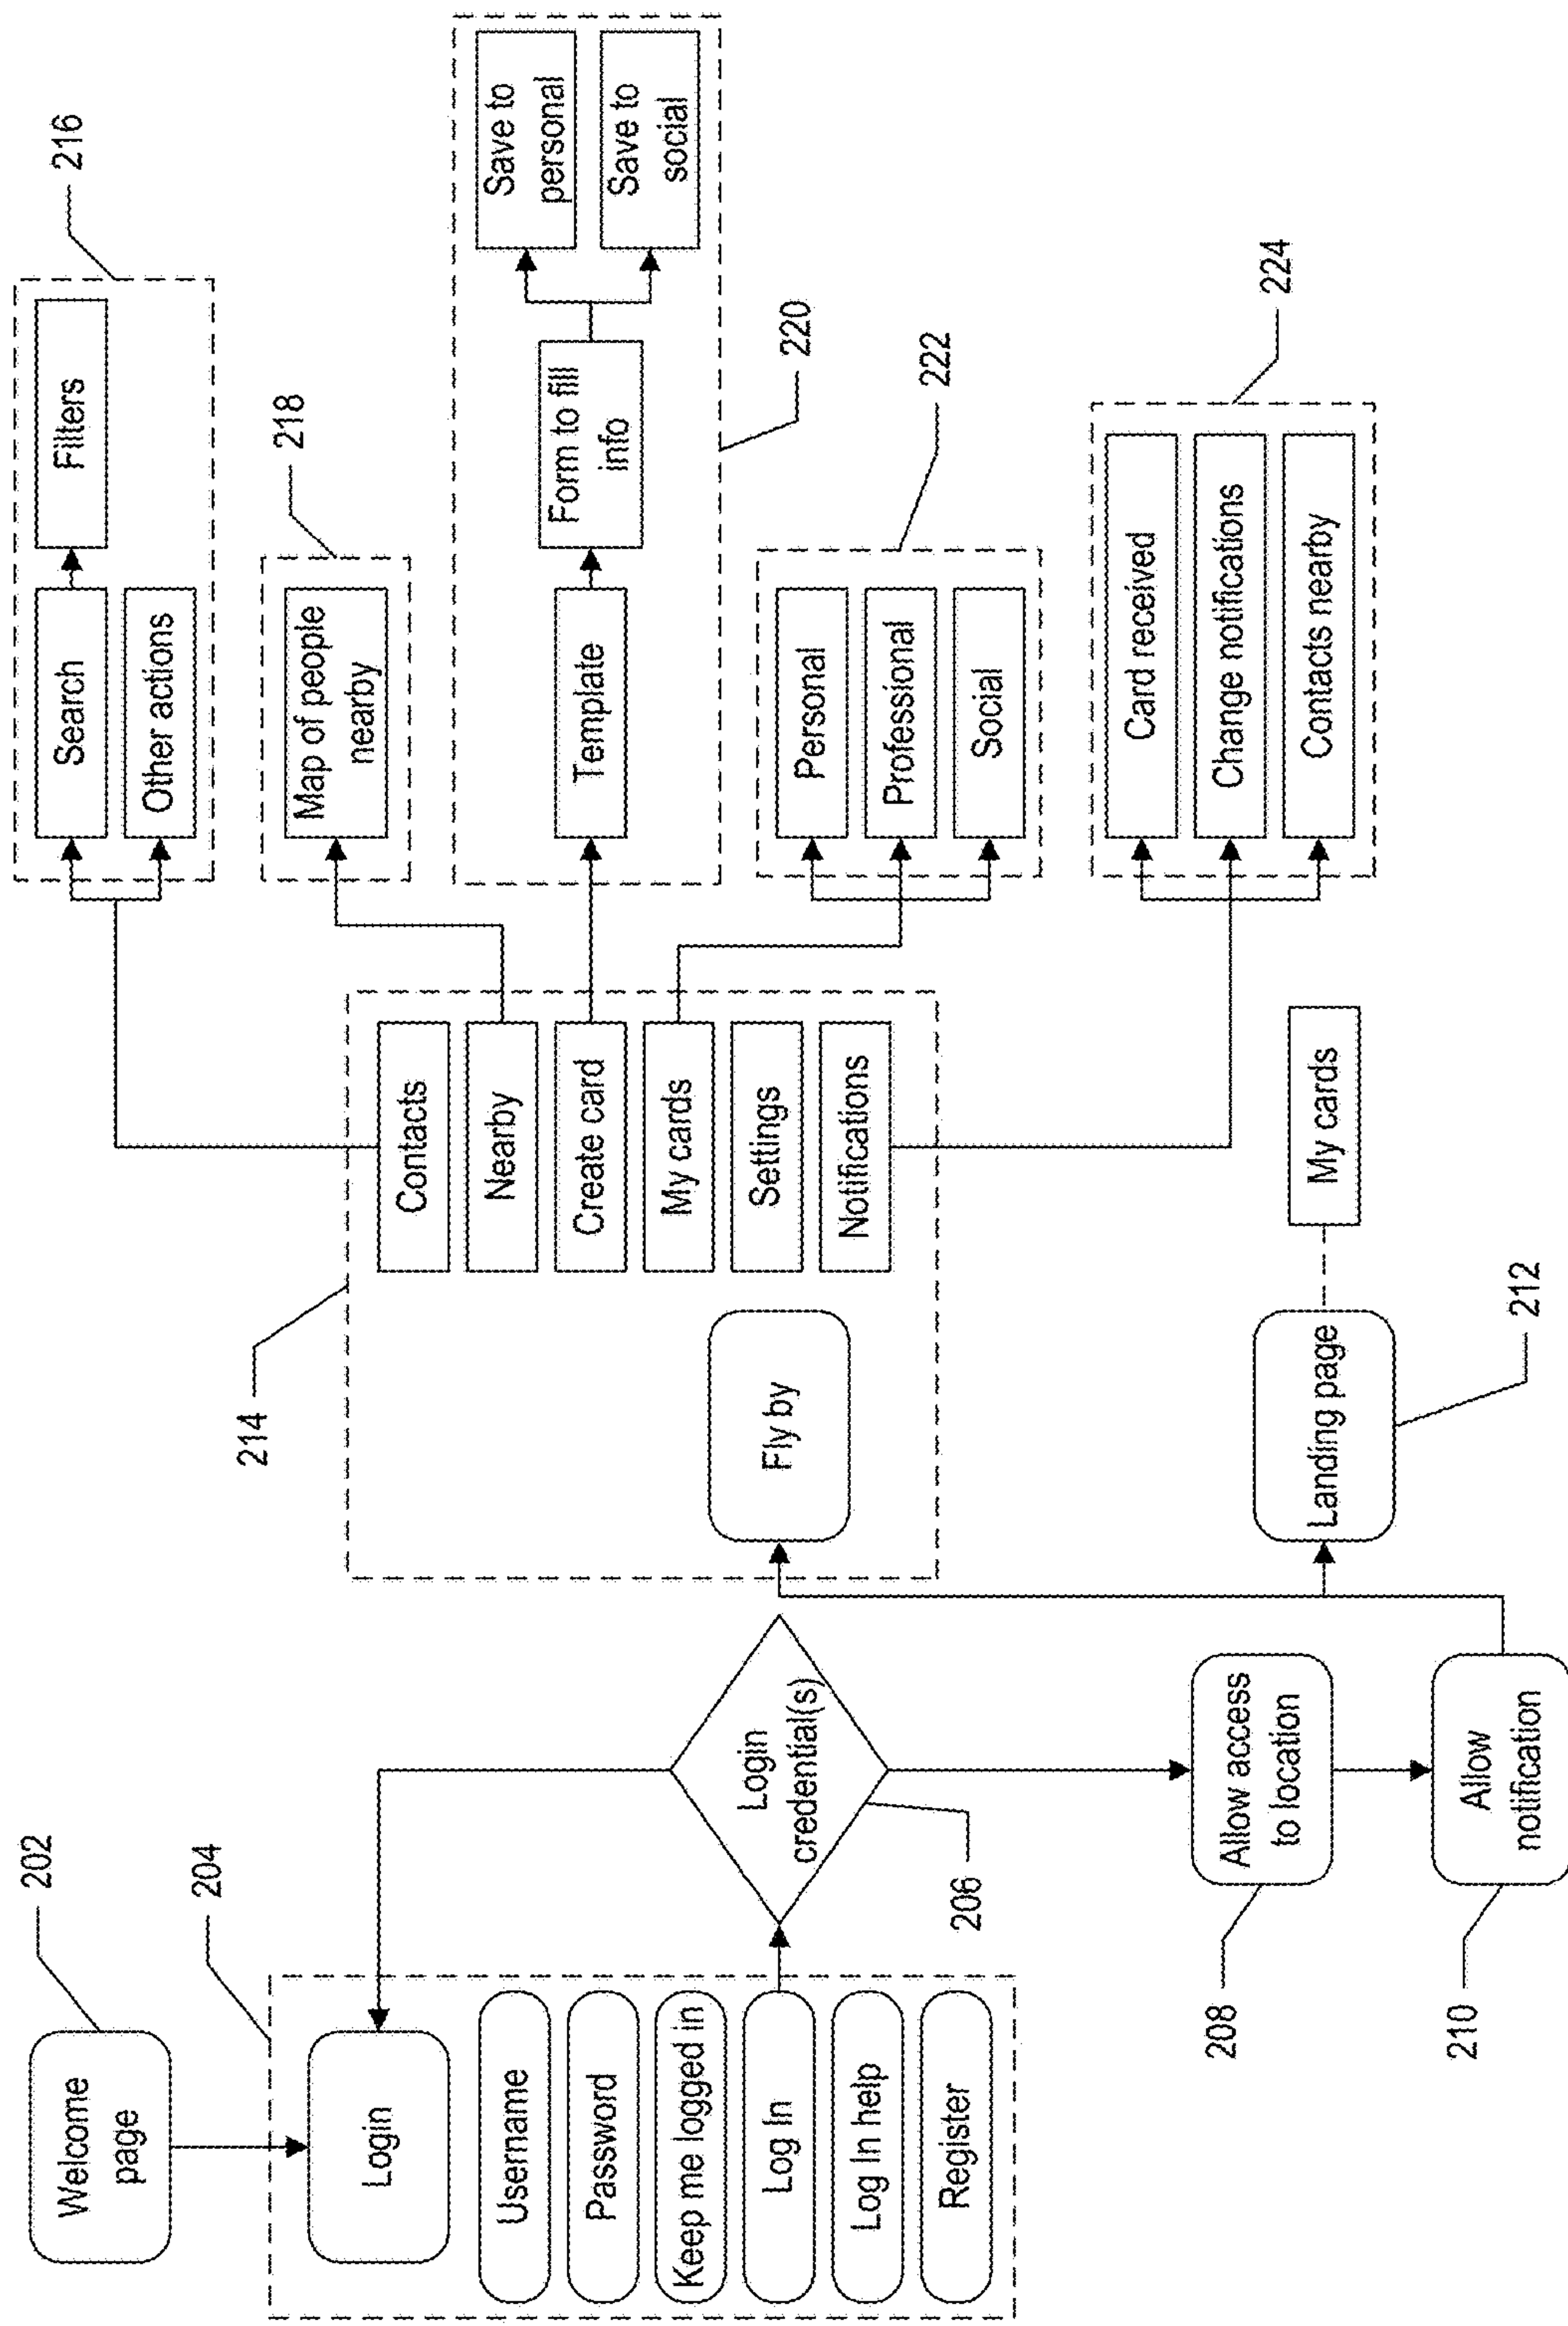 202
Welcome
page
204
Login
Username
Password
Keep me logged in
Log In
Log In help
Register
Login
credential(s)
206
Allow access
to location
208
Allow
notification
210
214
Fly by
Contacts
Nearby
Create card
My cards
Settings
Notifications
Landing page
212
My cards
216
Search
Filters
Other actions
218
Map of people
nearby
Template
Form to fill
info
Save to
personal
Save to
social
220
222
Personal
Professional
Social
224
Card received
Change notifications
Contacts nearby